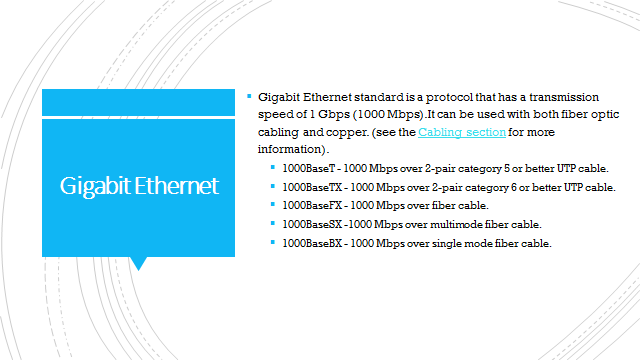 Gigabit Ethernet
Gigabit Ethernet standard is a protocol that has a transmission
speed of 1 Gbps (1000 Mbps).It can be used with both fiber optic
cabling and copper. (see the Cabling section for more
information).
1000BaseT - 1000 Mbps over 2-pair category 5 or better UTP cable.
1000BaseTX - 1000 Mbps over 2-pair category 6 or better UTP cable.
1000BaseFX - 1000 Mbps over fiber cable.
1000BaseSX -1000 Mbps over multimode fiber cable.
1000BaseBX - 1000 Mbps over single mode fiber cable.